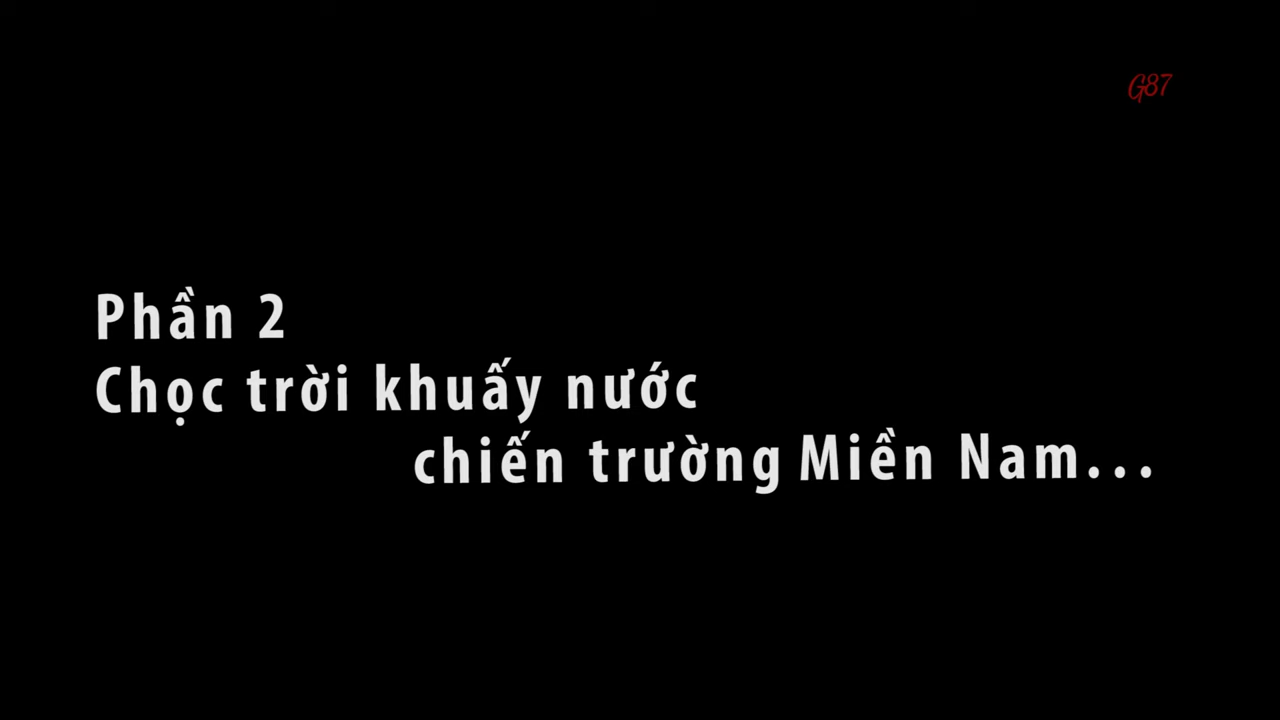 G87
Phần 2
Chọc trời khuấy nước
chiến trường Miền Nam...